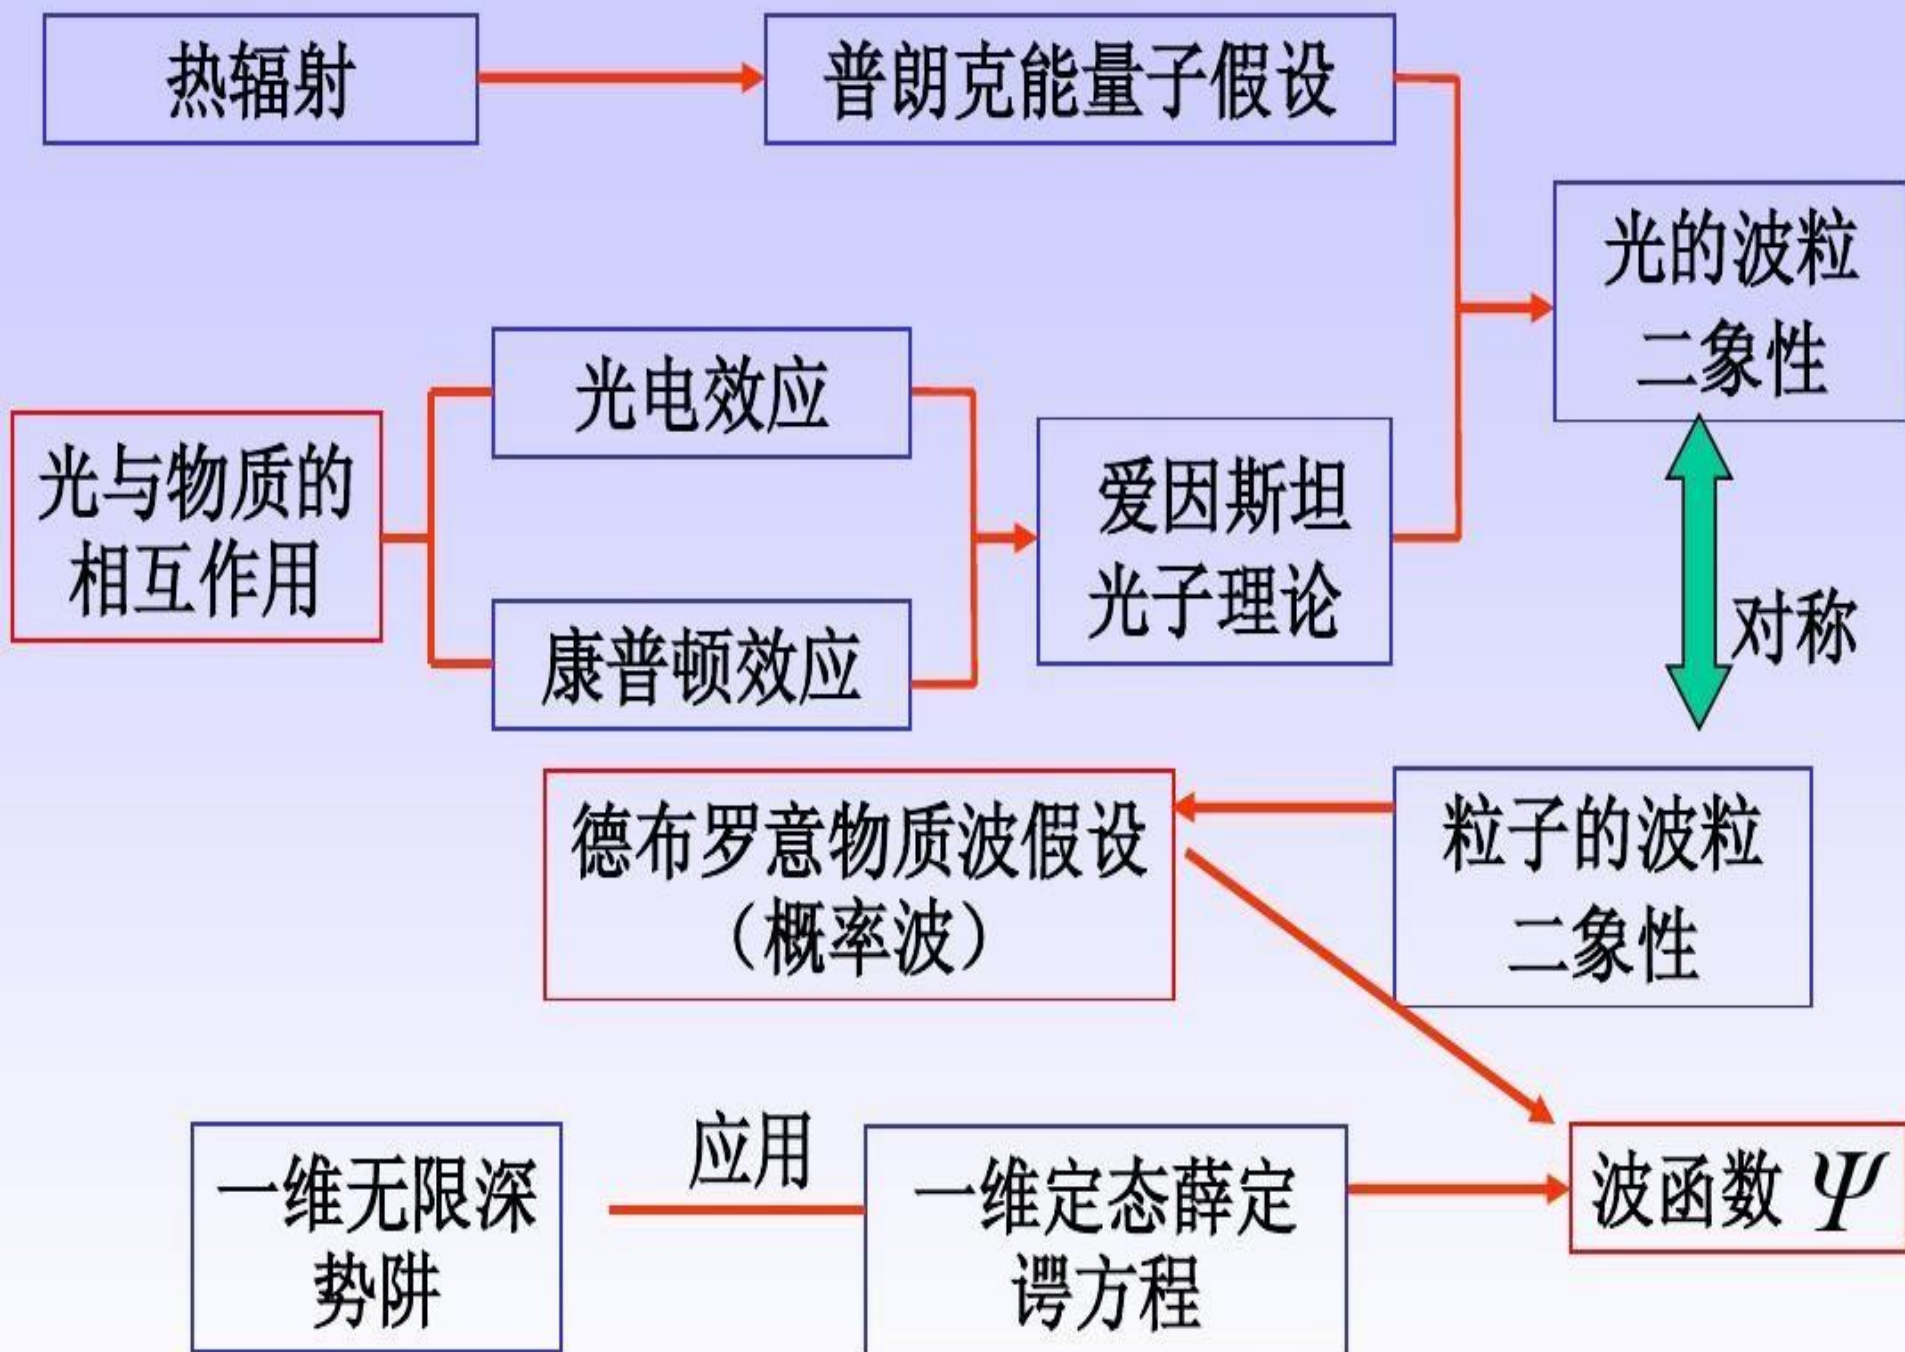 热辐射
普朗克能量子假设
光的波粒
二象性
光电效应
光与物质的
相互作用
爱因斯坦
光子理论
康普顿效应
对称
德布罗意物质波假设
（概率波）
粒子的波粒
二象性
一维无限深
势阱
应用
一维定态薛定
谔方程
波函数 Ψ